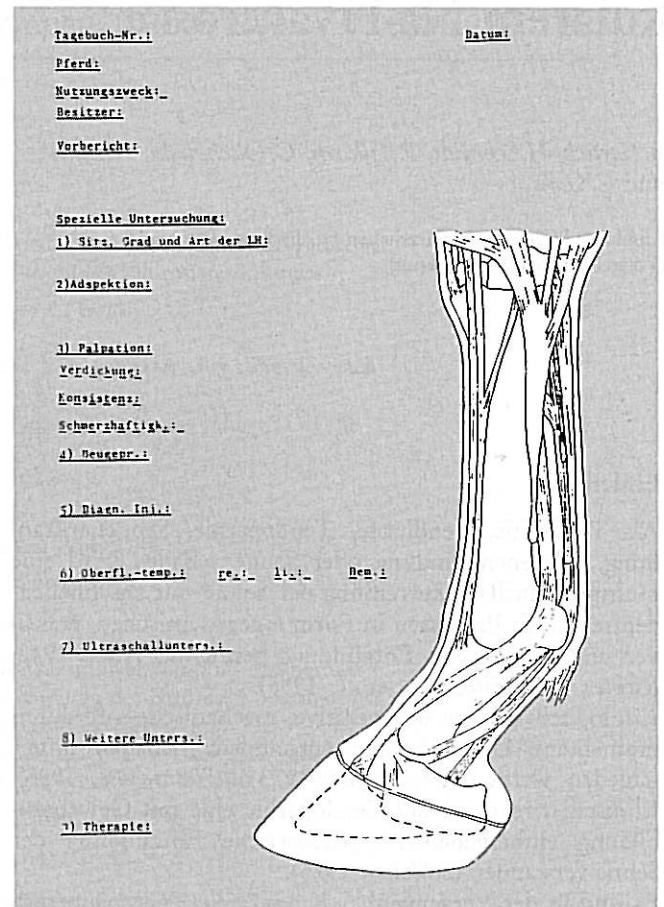 Tagebuch-Nr.: Datum:
Pferd:
Nutzungszweck:_
Besitzer:
Vorbericht:
Spezielle Untersuchung:
1) Sitz, Grad und Art der LH:
2)Adspektion:
3) Palpation:
Verdickung:
Konsistenz:
Schmerzhaftigk.:_
4) Beugepr.:
5) Diagn. Inj.:
6) Oberfl.-temp.: re.:_ li.:_ Bem.:
7) Ultraschallunters.:_
8) Weitere Unters.:
9) Therapie: